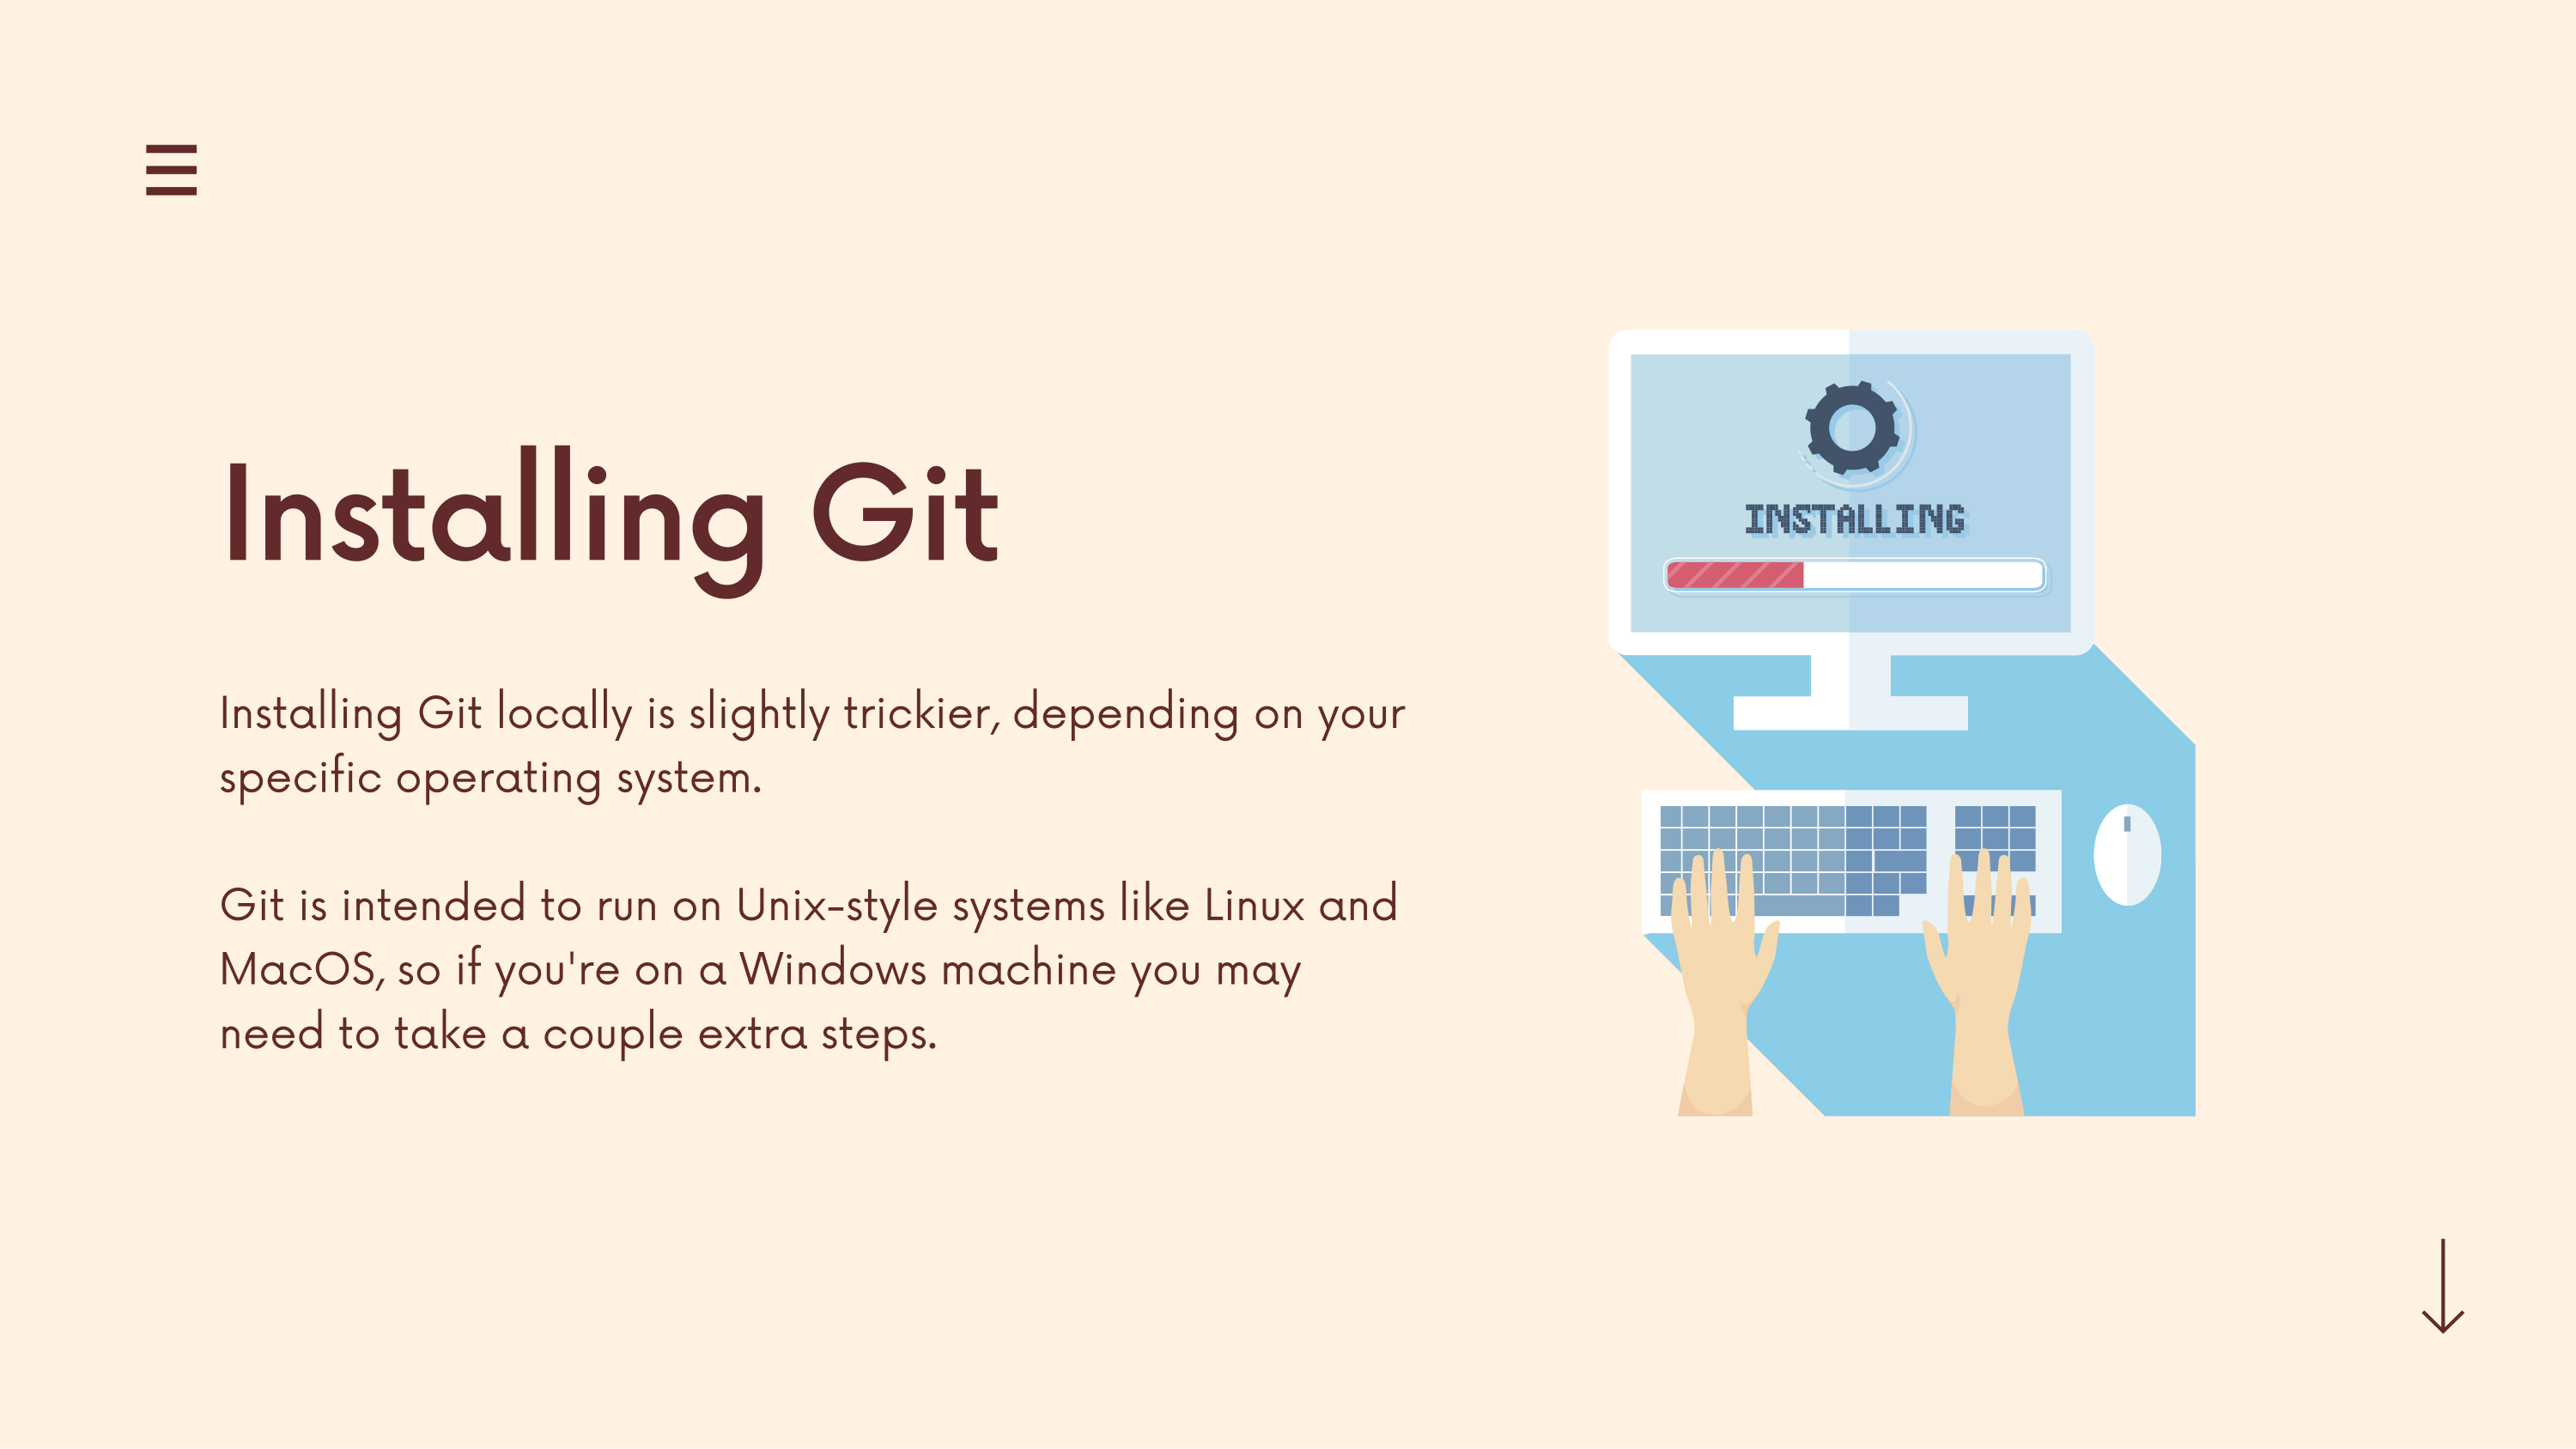 Installing Git
INSTALLING
Installing Git locally is slightly trickier, depending on your
specific operating system.
Git is intended to run on Unix-style systems like Linux and
MacOS, so if you're on a Windows machine you may
need to take a couple extra steps.